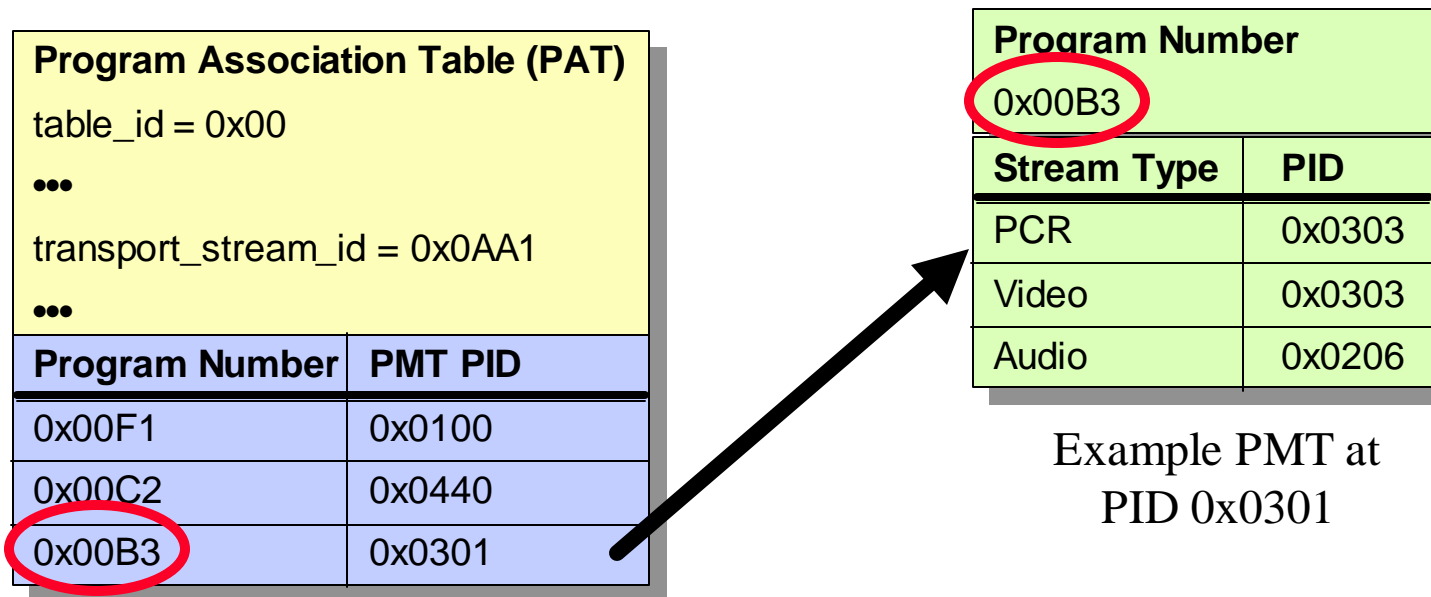 Program Association Table (PAT)
table_id = 0x00
•••
transport_stream_id = 0x0AA1
•••
Program Number PMT PID
0x00F1 0x0100
0x00C2 0x0440
0x00B3 0x0301
Program Number
0x00B3
Stream Type PID
PCR 0x0303
Video 0x0303
Audio 0x0206
Example PMT at
PID 0x0301